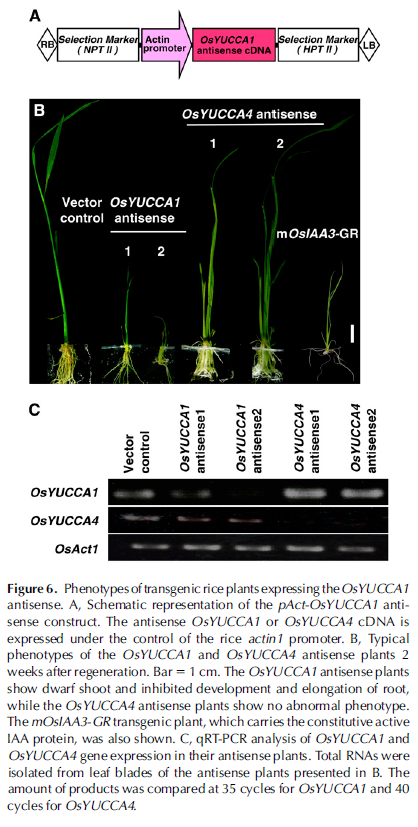 A
RB
Selection Marker
( NPT II )
Actin
promoter
OsYUCCA1
antisense cDNA
Selection Marker
( HPT II )
LB
B
OsYUCCA4 antisense
1 2
Vector
control
OsYUCCA1
antisense
1 2
mOsIAA3-GR
C
Vector
control
OsYUCCA1
antisense1
OsYUCCA1
antisense2
OsYUCCA4
antisense1
OsYUCCA4
antisense2
OsYUCCA1
OsYUCCA4
OsAct1
Figure 6. Phenotypes of transgenic rice plants expressing the OsYUCCA1
antisense. A, Schematic representation of the pAct-OsYUCCA1 anti-
sense construct. The antisense OsYUCCA1 or OsYUCCA4 cDNA is
expressed under the control of the rice actin1 promoter. B, Typical
phenotypes of the OsYUCCA1 and OsYUCCA4 antisense plants 2
weeks after regeneration. Bar = 1 cm. The OsYUCCA1 antisense plants
show dwarf shoot and inhibited development and elongation of root,
while the OsYUCCA4 antisense plants show no abnormal phenotype.
The mOsIAA3-GR transgenic plant, which carries the constitutive active
IAA protein, was also shown. C, qRT-PCR analysis of OsYUCCA1 and
OsYUCCA4 gene expression in their antisense plants. Total RNAs were
isolated from leaf blades of the antisense plants presented in B. The
amount of products was compared at 35 cycles for OsYUCCA1 and 40
cycles for OsYUCCA4.